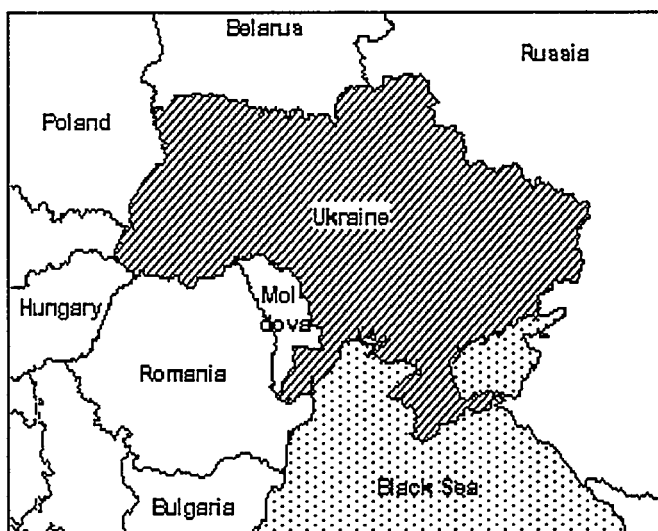 Belarus
Russia
Poland
Ukraine
Hungary
Mol
dova
Romania
Black Sea
Bulgaria